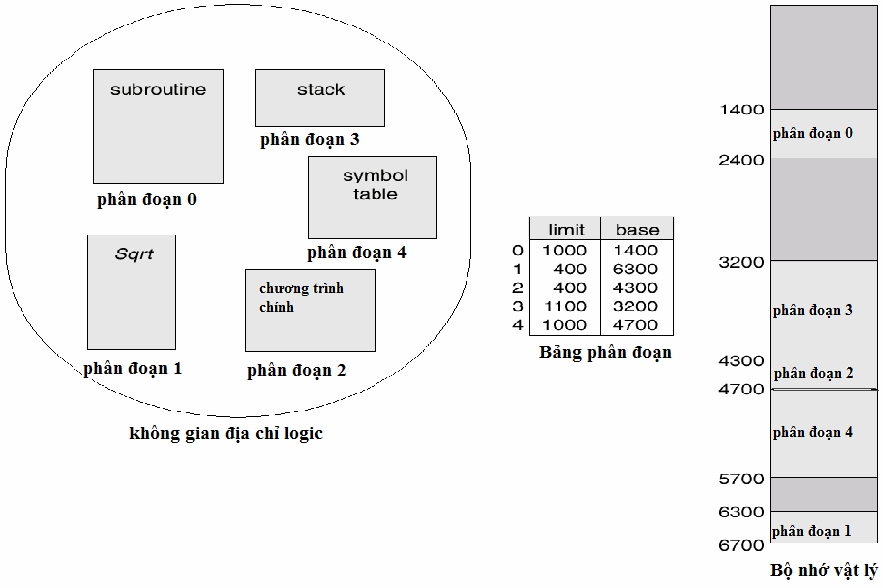 subroutine
phân đoạn 0
stack
phân đoạn 3
symbol
table
phân đoạn 4
Sqrt
phân đoạn 1
chương trình
chính
phân đoạn 2
không gian địa chỉ logic
limit base
0 1000 1400
1 400 6300
2 400 4300
3 1100 3200
4 1000 4700
Bảng phân đoạn
1400
phân đoạn 0
2400
3200
phân đoạn 3
4300
phân đoạn 2
4700
phân đoạn 4
5700
6300
phân đoạn 1
6700
Bộ nhớ vật lý